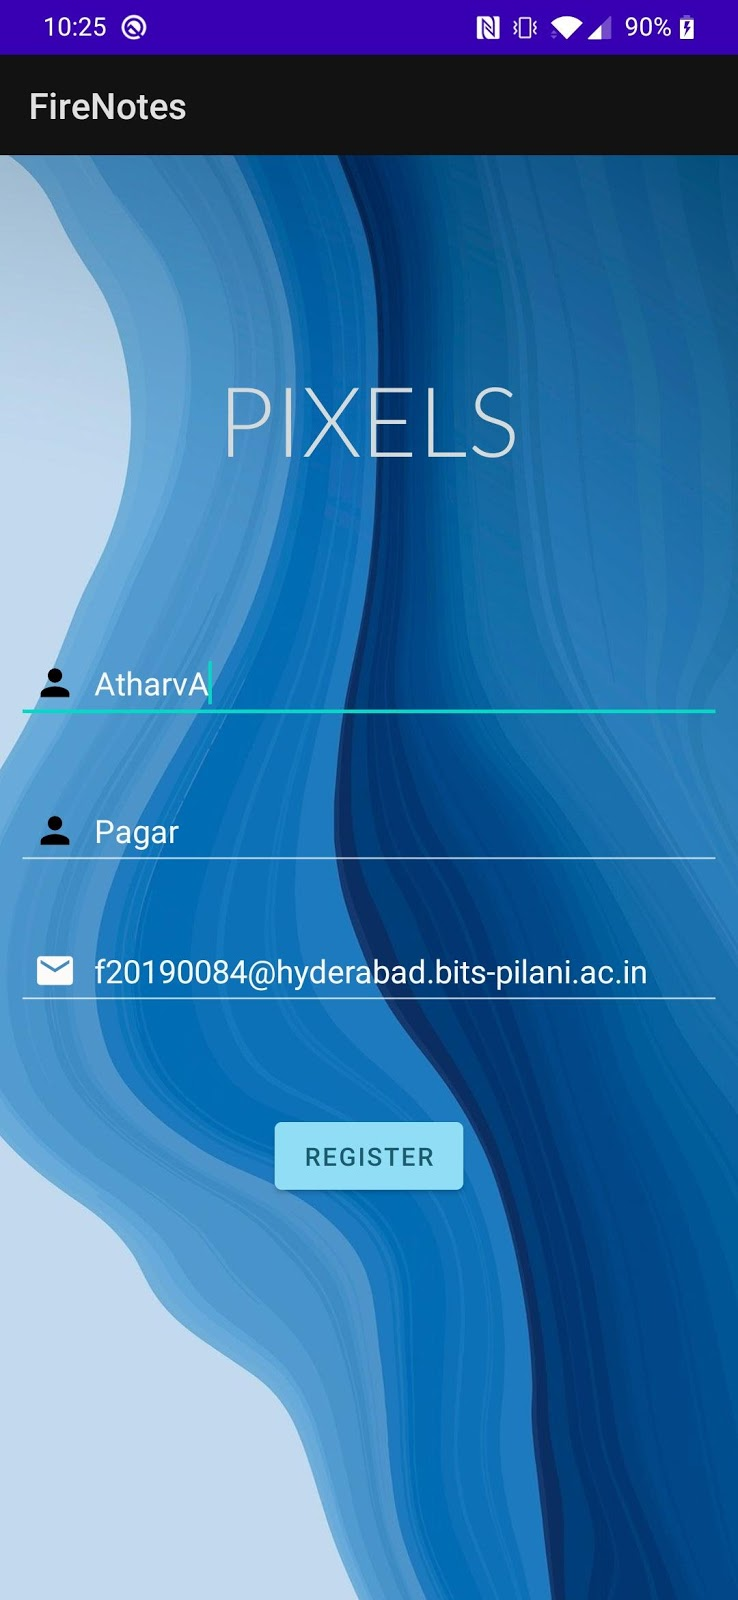 10:25 90%
FireNotes
PIXELS
AtharvA
Pagar
f20190084@hyderabad.bits-pilani.ac.in
REGISTER